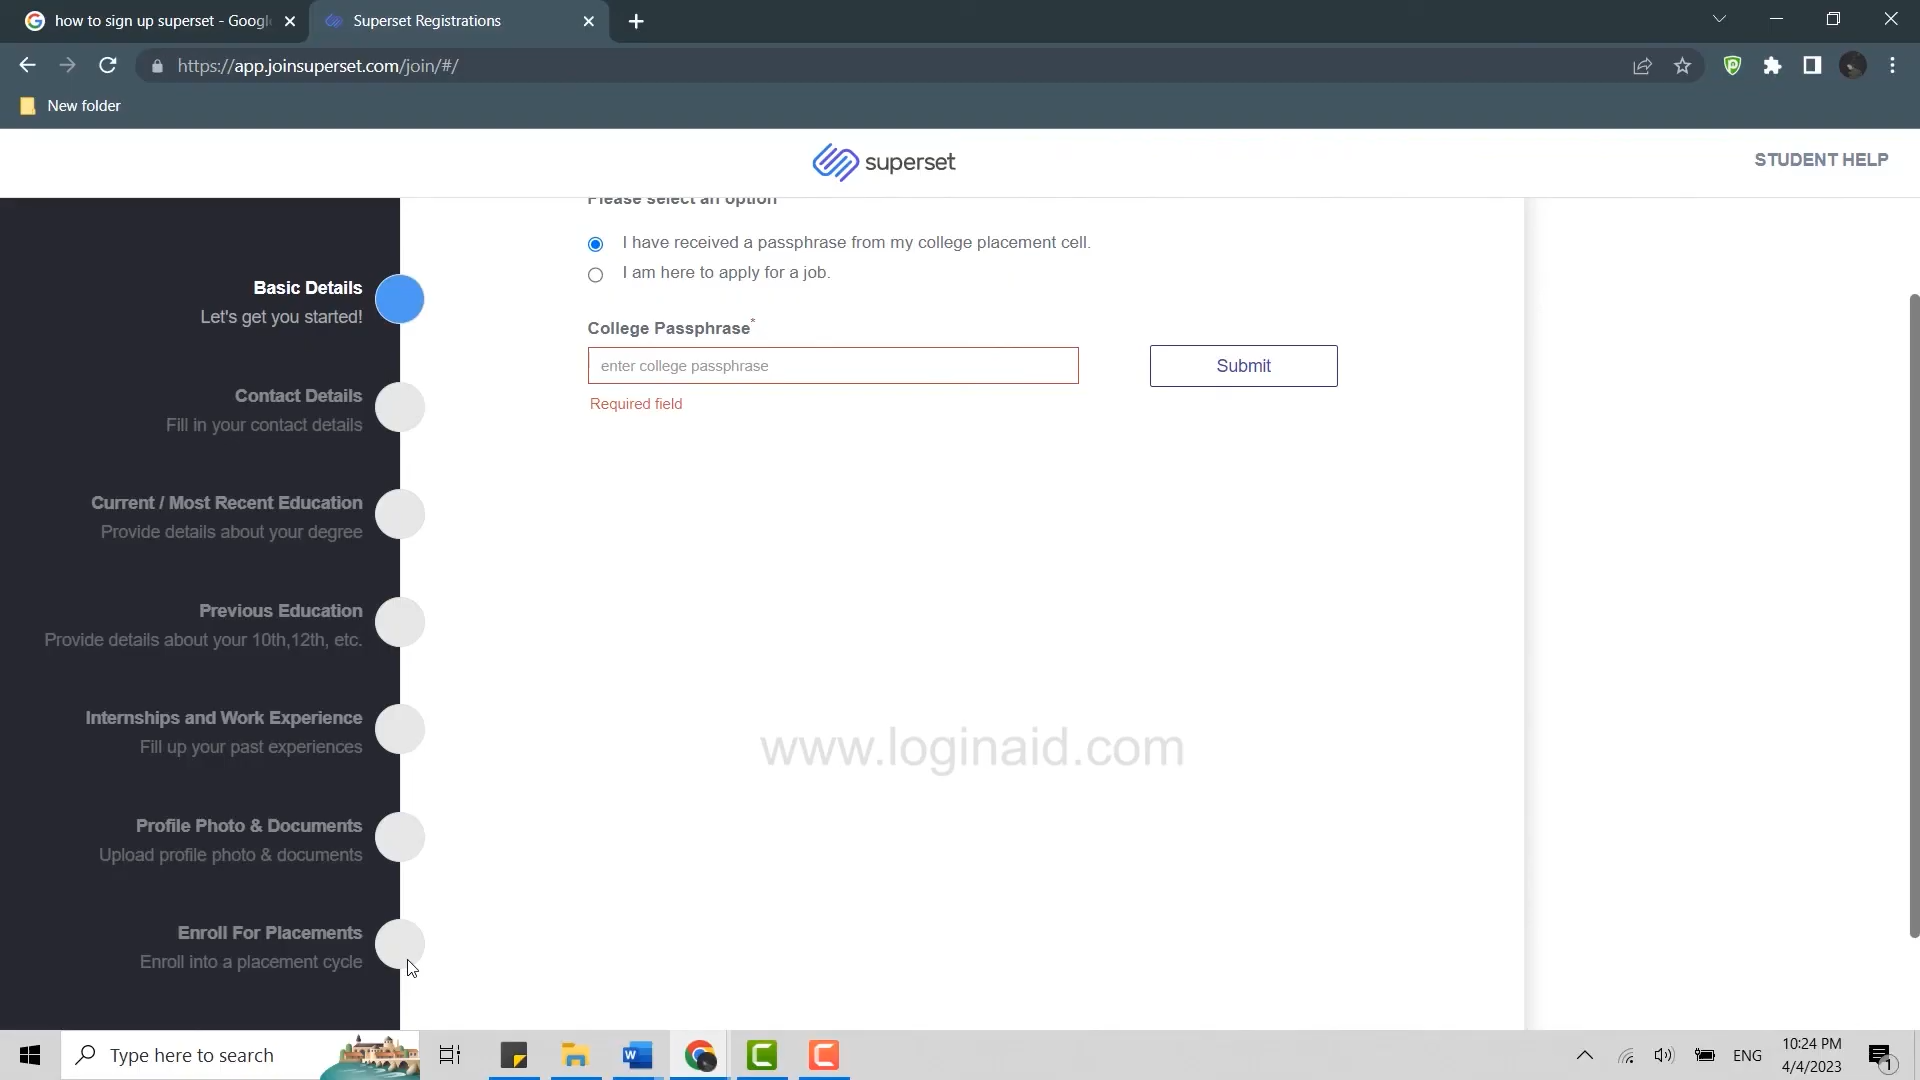 how to sign up superset - Googl
Superset Registrations
https://app.joinsuperset.com/join/#/
New folder
superset
STUDENT HELP
Please select an option
I have received a passphrase from my college placement cell.
I am here to apply for a job.
Basic Details
Let's get you started!
College Passphrase*
enter college passphrase
Submit
Required field
Contact Details
Fill in your contact details
Current / Most Recent Education
Provide details about your degree
Previous Education
Provide details about your 10th,12th, etc.
Internships and Work Experience
Fill up your past experiences
www.loginaid.com
Profile Photo & Documents
Upload profile photo & documents
Enroll For Placements
Enroll into a placement cycle
Type here to search
ENG
10:24 PM
4/4/2023
1